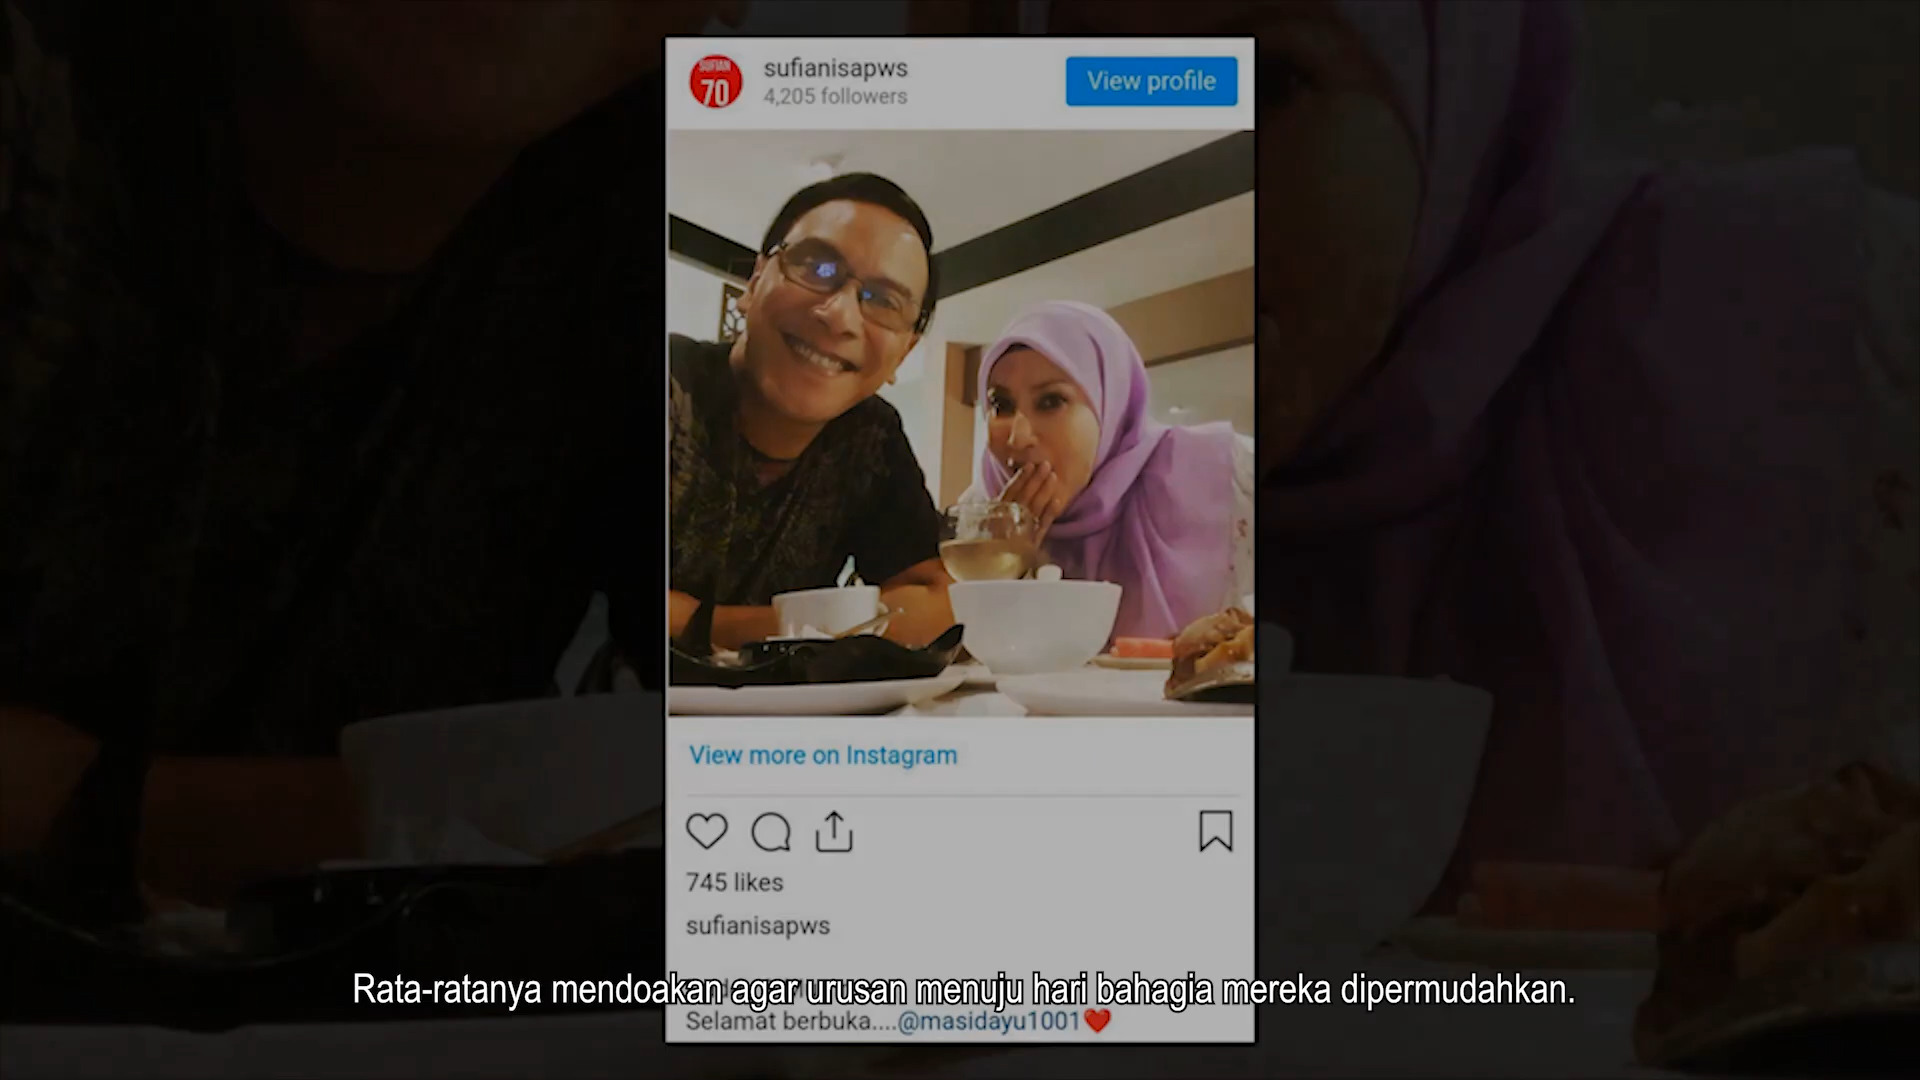 SUFIAN
70
sufianisapws
4,205 followers
View profile
View more on Instagram
745 likes
sufianisapws
Rata-ratanya mendoakan agar urusan menuju hari bahagia mereka dipermudahkan.
Selamat berbuka....@masidayu1001❤️